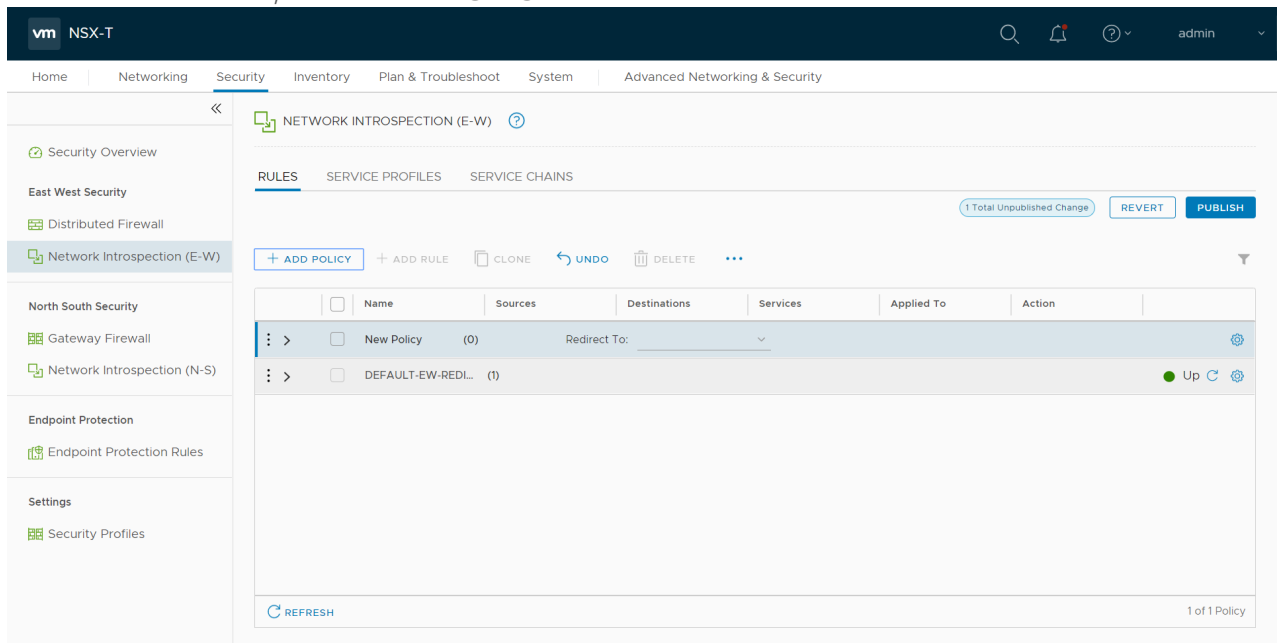 vm NSX-T admin
Home Networking Security Inventory Plan & Troubleshoot System Advanced Networking & Security
NETWORK INTROSPECTION (E-W)
Security Overview
East West Security
Distributed Firewall
Network Introspection (E-W)
North South Security
Gateway Firewall
Network Introspection (N-S)
Endpoint Protection
Endpoint Protection Rules
Settings
Security Profiles
RULES SERVICE PROFILES SERVICE CHAINS
1 Total Unpublished Change REVERT PUBLISH
+ ADD POLICY + ADD RULE CLONE UNDO DELETE ...
Name Sources Destinations Services Applied To Action
New Policy (0) Redirect To:
DEFAULT-EW-REDI... (1) Up
REFRESH 1 of 1 Policy